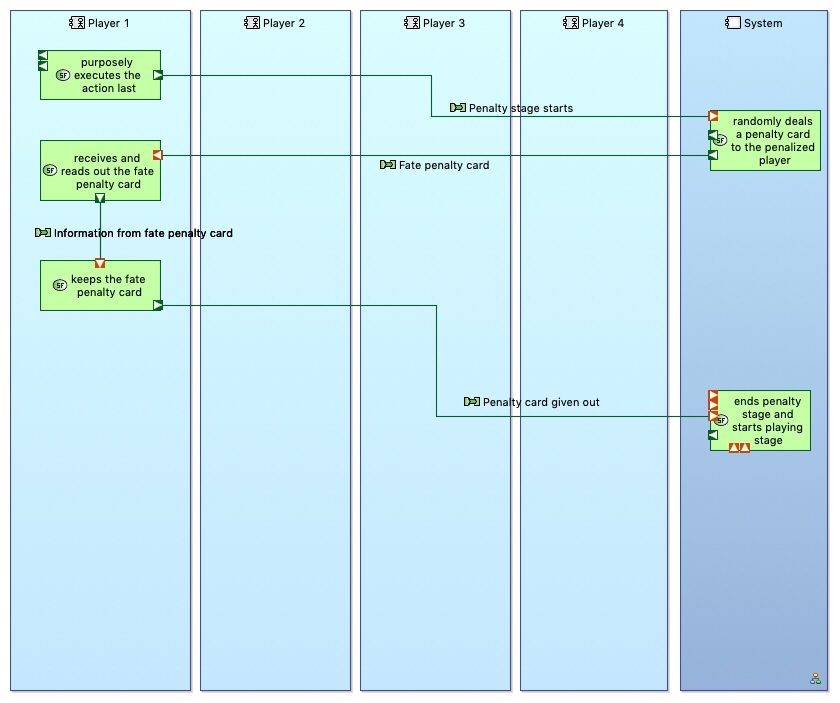 Player 1
Player 2
Player 3
Player 4
System
SF
purposely
executes the
action last
Penalty stage starts
SF
randomly deals
a penalty card
to the penalized
player
SF
receives and
reads out the fate
penalty card
Fate penalty card
Information from fate penalty card
SF
keeps the fate
penalty card
Penalty card given out
SF
ends penalty
stage and
starts playing
stage